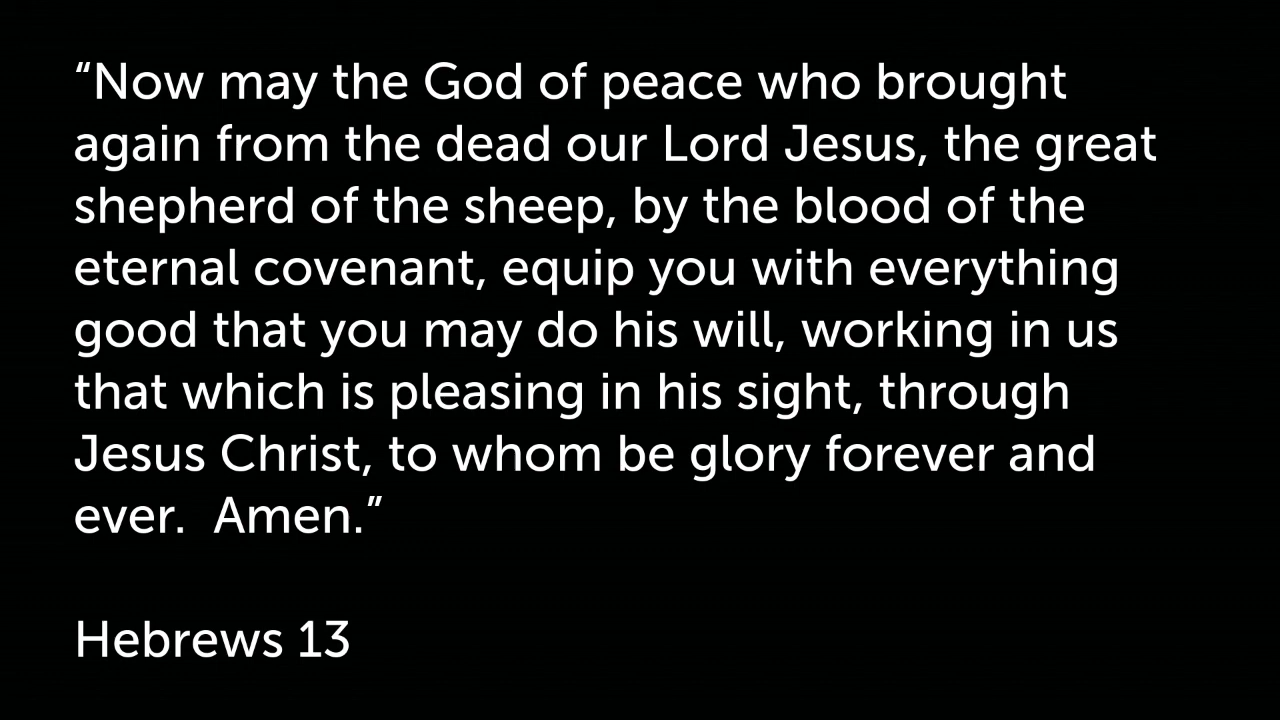 “Now may the God of peace who brought
again from the dead our Lord Jesus, the great
shepherd of the sheep, by the blood of the
eternal covenant, equip you with everything
good that you may do his will, working in us
that which is pleasing in his sight, through
Jesus Christ, to whom be glory forever and
ever.  Amen.”
Hebrews 13